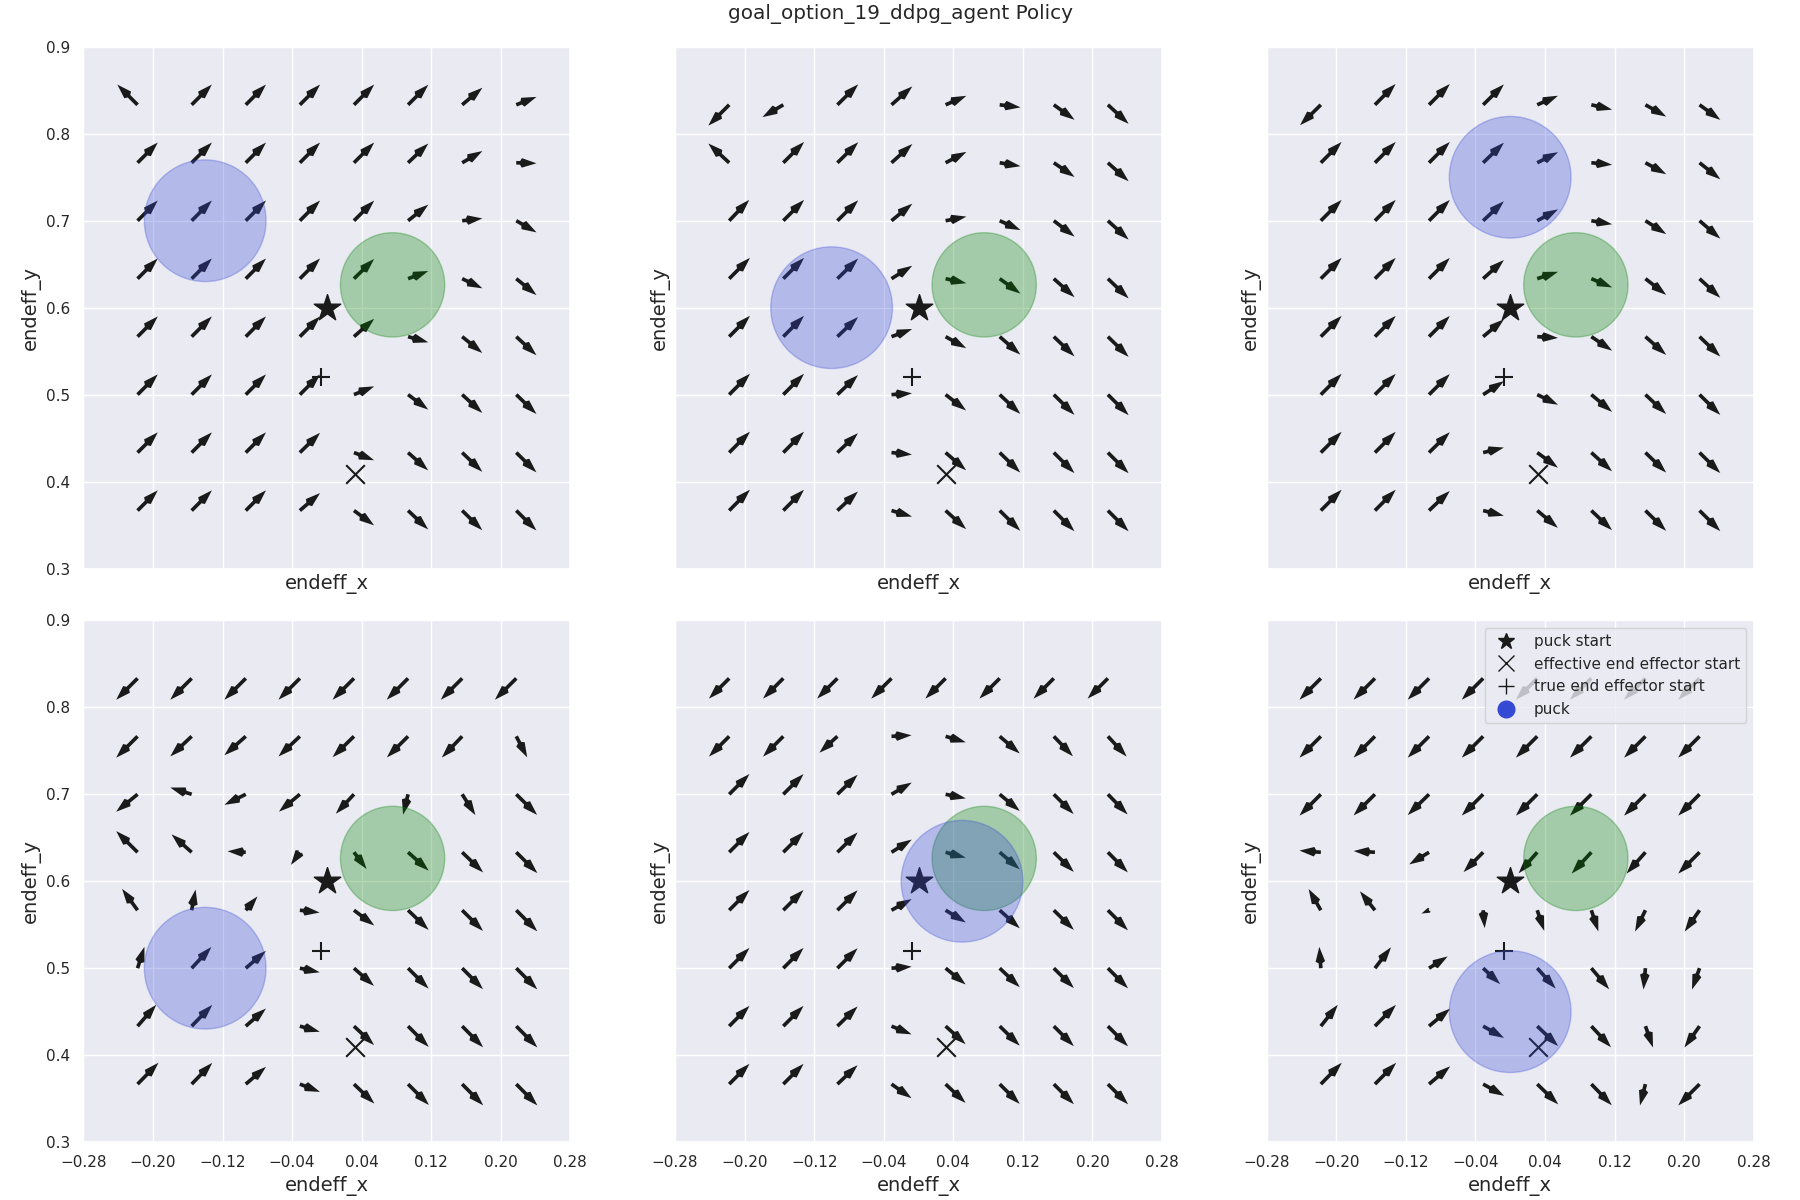 goal_option_19_ddpg_agent Policy
0.9
0.8
0.7
0.6
0.5
0.4
0.3
endeff_y
endeff_x
endeff_y
endeff_x
endeff_y
endeff_x
0.9
0.8
0.7
0.6
0.5
0.4
0.3
endeff_y
−0.28 −0.20 −0.12 −0.04 0.04 0.12 0.20 0.28
endeff_x
endeff_y
−0.28 −0.20 −0.12 −0.04 0.04 0.12 0.20 0.28
endeff_x
endeff_y
puck start
effective end effector start
true end effector start
puck
−0.28 −0.20 −0.12 −0.04 0.04 0.12 0.20 0.28
endeff_x